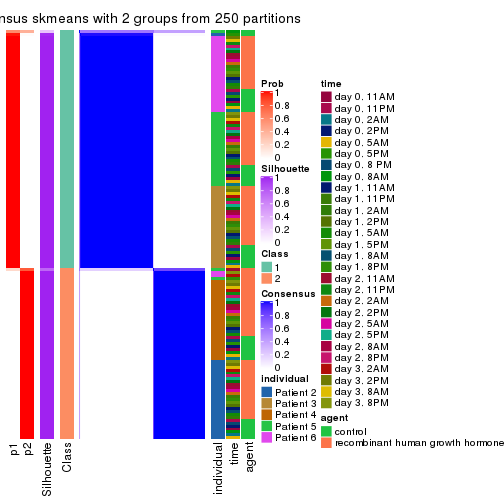 nsus skmeans with 2 groups from 250 partitions
Prob
1
0.8
0.6
0.4
0.2
0
Silhouette
1
0.8
0.6
0.4
0.2
0
Class
1
2
Consensus
1
0.8
0.6
0.4
0.2
0
individual
Patient 2
Patient 3
Patient 4
Patient 5
Patient 6
time
day 0. 11AM
day 0. 11PM
day 0. 2AM
day 0. 2PM
day 0. 5AM
day 0. 5PM
day 0. 8 PM
day 0. 8AM
day 1. 11AM
day 1. 11PM
day 1. 2AM
day 1. 2PM
day 1. 5AM
day 1. 5PM
day 1. 8AM
day 1. 8PM
day 2. 11AM
day 2. 11PM
day 2. 2AM
day 2. 2PM
day 2. 5AM
day 2. 5PM
day 2. 8AM
day 2. 8PM
day 3. 2AM
day 3. 2PM
day 3. 8AM
day 3. 8PM
agent
control
recombinant human growth hormone
p1
p2
Silhouette
Class
individual
time
agent